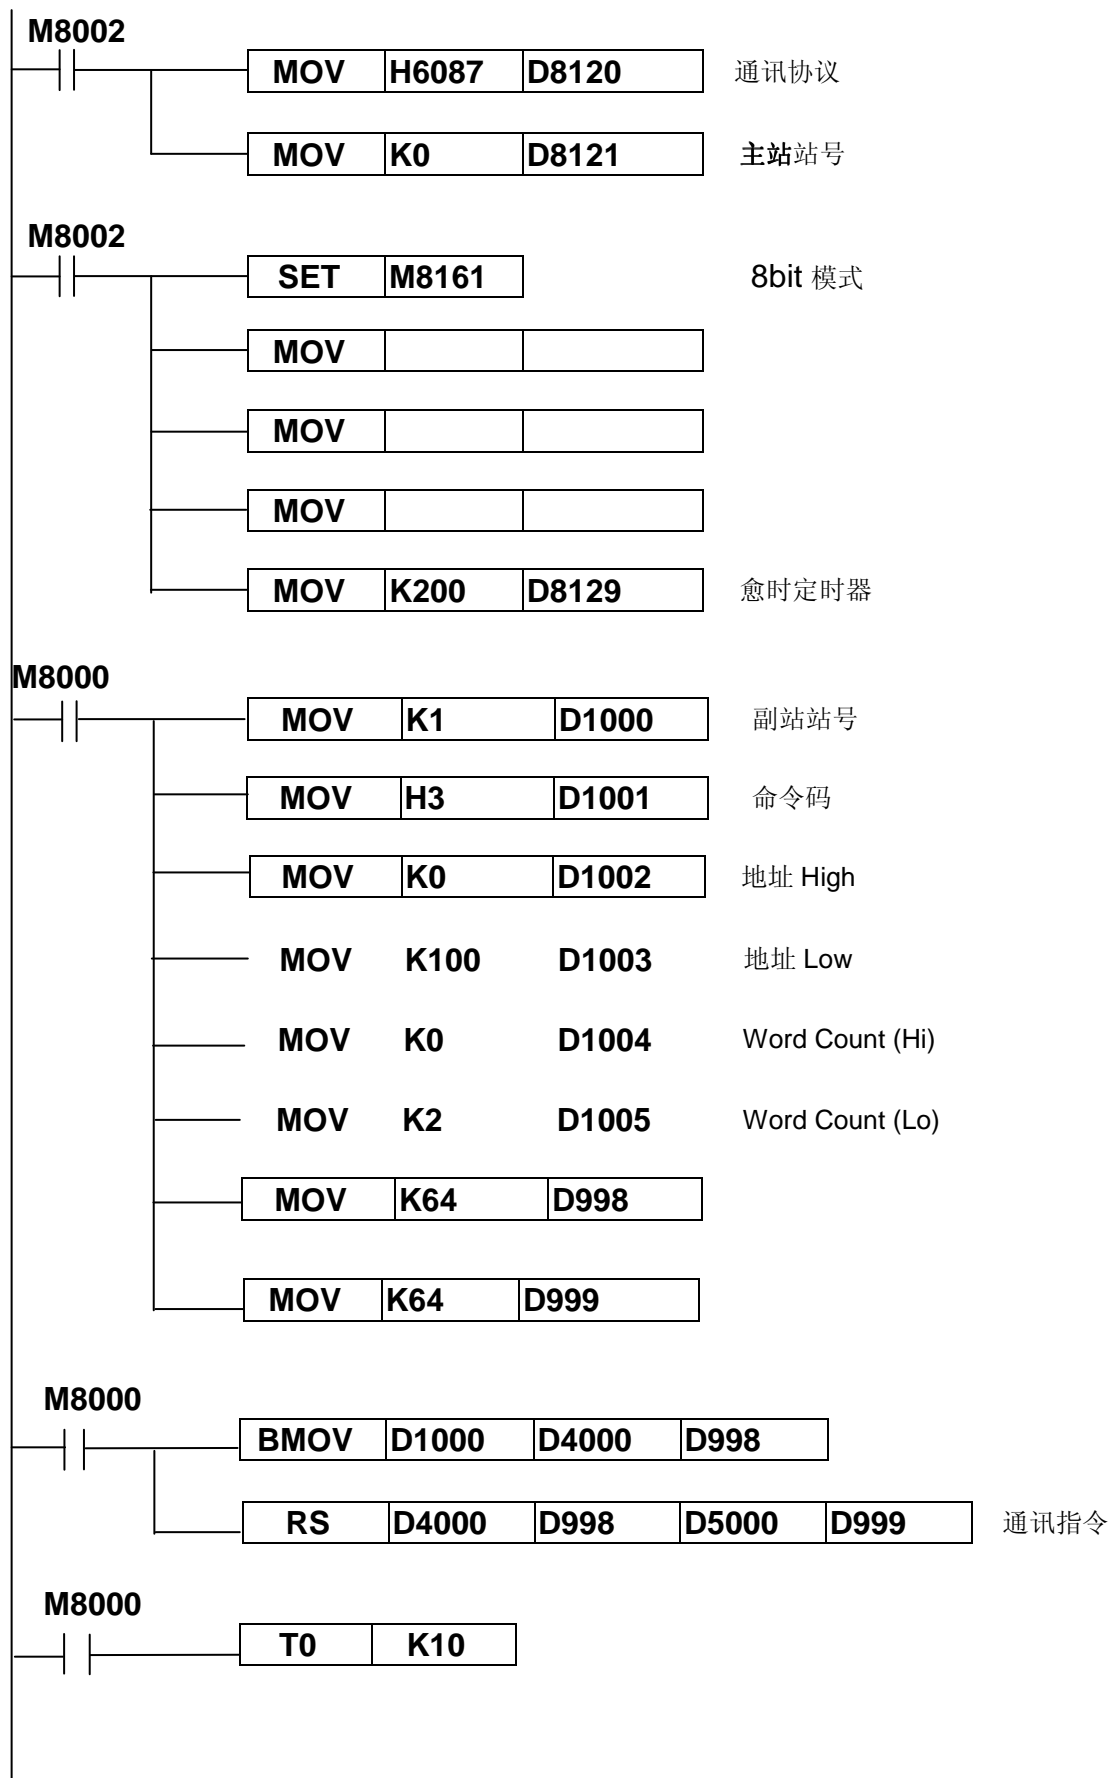 M8002
MOV H6087 D8120 通讯协议
MOV K0 D8121 主站站号
M8002
SET M8161 8bit 模式
MOV
MOV
MOV
MOV K200 D8129 愈时定时器
M8000
MOV K1 D1000 副站站号
MOV H3 D1001 命令码
MOV K0 D1002 地址 High
MOV K100 D1003 地址 Low
MOV K0 D1004 Word Count (Hi)
MOV K2 D1005 Word Count (Lo)
MOV K64 D998
MOV K64 D999
M8000
BMOV D1000 D4000 D998
RS D4000 D998 D5000 D999 通讯指令
M8000
T0 K10